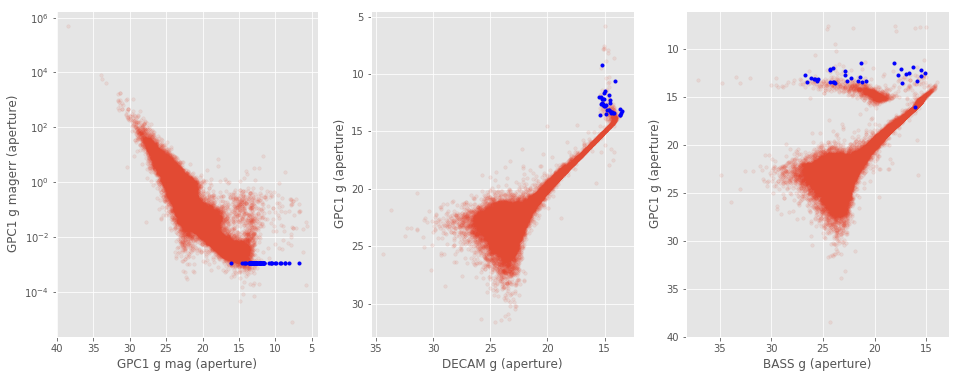 10^6
10^4
10^2
10^0
10^−2
10^−4
40 35 30 25 20 15 10 5
GPC1 g magerr (aperture)
GPC1 g mag (aperture)
5
10
15
20
25
30
35 30 25 20 15
GPC1 g (aperture)
DECAM g (aperture)
10
15
20
25
30
35
40
35 30 25 20 15
GPC1 g (aperture)
BASS g (aperture)